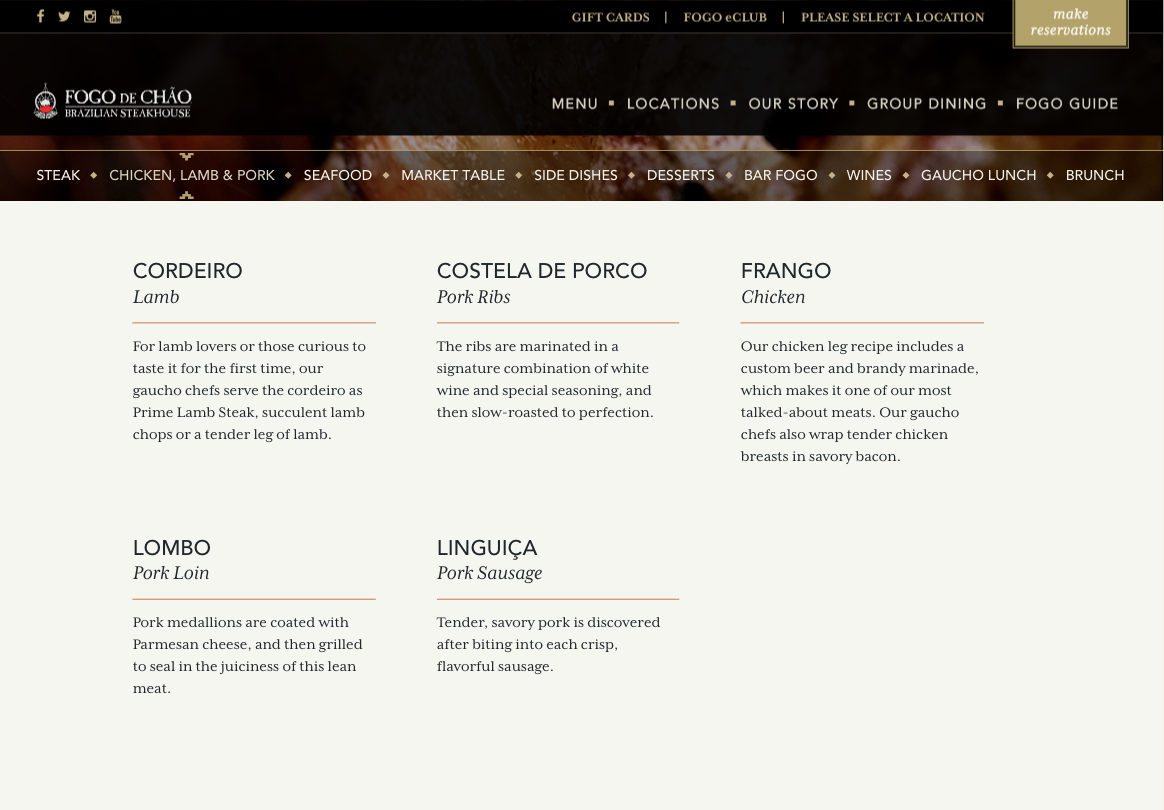 GIFT CARDS | FOGO eCLUB | PLEASE SELECT A LOCATION
make
reservations
FOGO DE CHÃO
BRAZILIAN STEAKHOUSE
MENU LOCATIONS OUR STORY GROUP DINING FOGO GUIDE
STEAK CHICKEN, LAMB & PORK SEAFOOD MARKET TABLE SIDE DISHES DESSERTS BAR FOGO WINES GAUCHO LUNCH BRUNCH
CORDEIRO
Lamb
For lamb lovers or those curious to
taste it for the first time, our
gaucho chefs serve the cordeiro as
Prime Lamb Steak, succulent lamb
chops or a tender leg of lamb.
COSTELA DE PORCO
Pork Ribs
The ribs are marinated in a
signature combination of white
wine and special seasoning, and
then slow-roasted to perfection.
FRANGO
Chicken
Our chicken leg recipe includes a
custom beer and brandy marinade,
which makes it one of our most
talked-about meats. Our gaucho
chefs also wrap tender chicken
breasts in savory bacon.
LOMBO
Pork Loin
Pork medallions are coated with
Parmesan cheese, and then grilled
to seal in the juiciness of this lean
meat.
LINGUIÇA
Pork Sausage
Tender, savory pork is discovered
after biting into each crisp,
flavorful sausage.